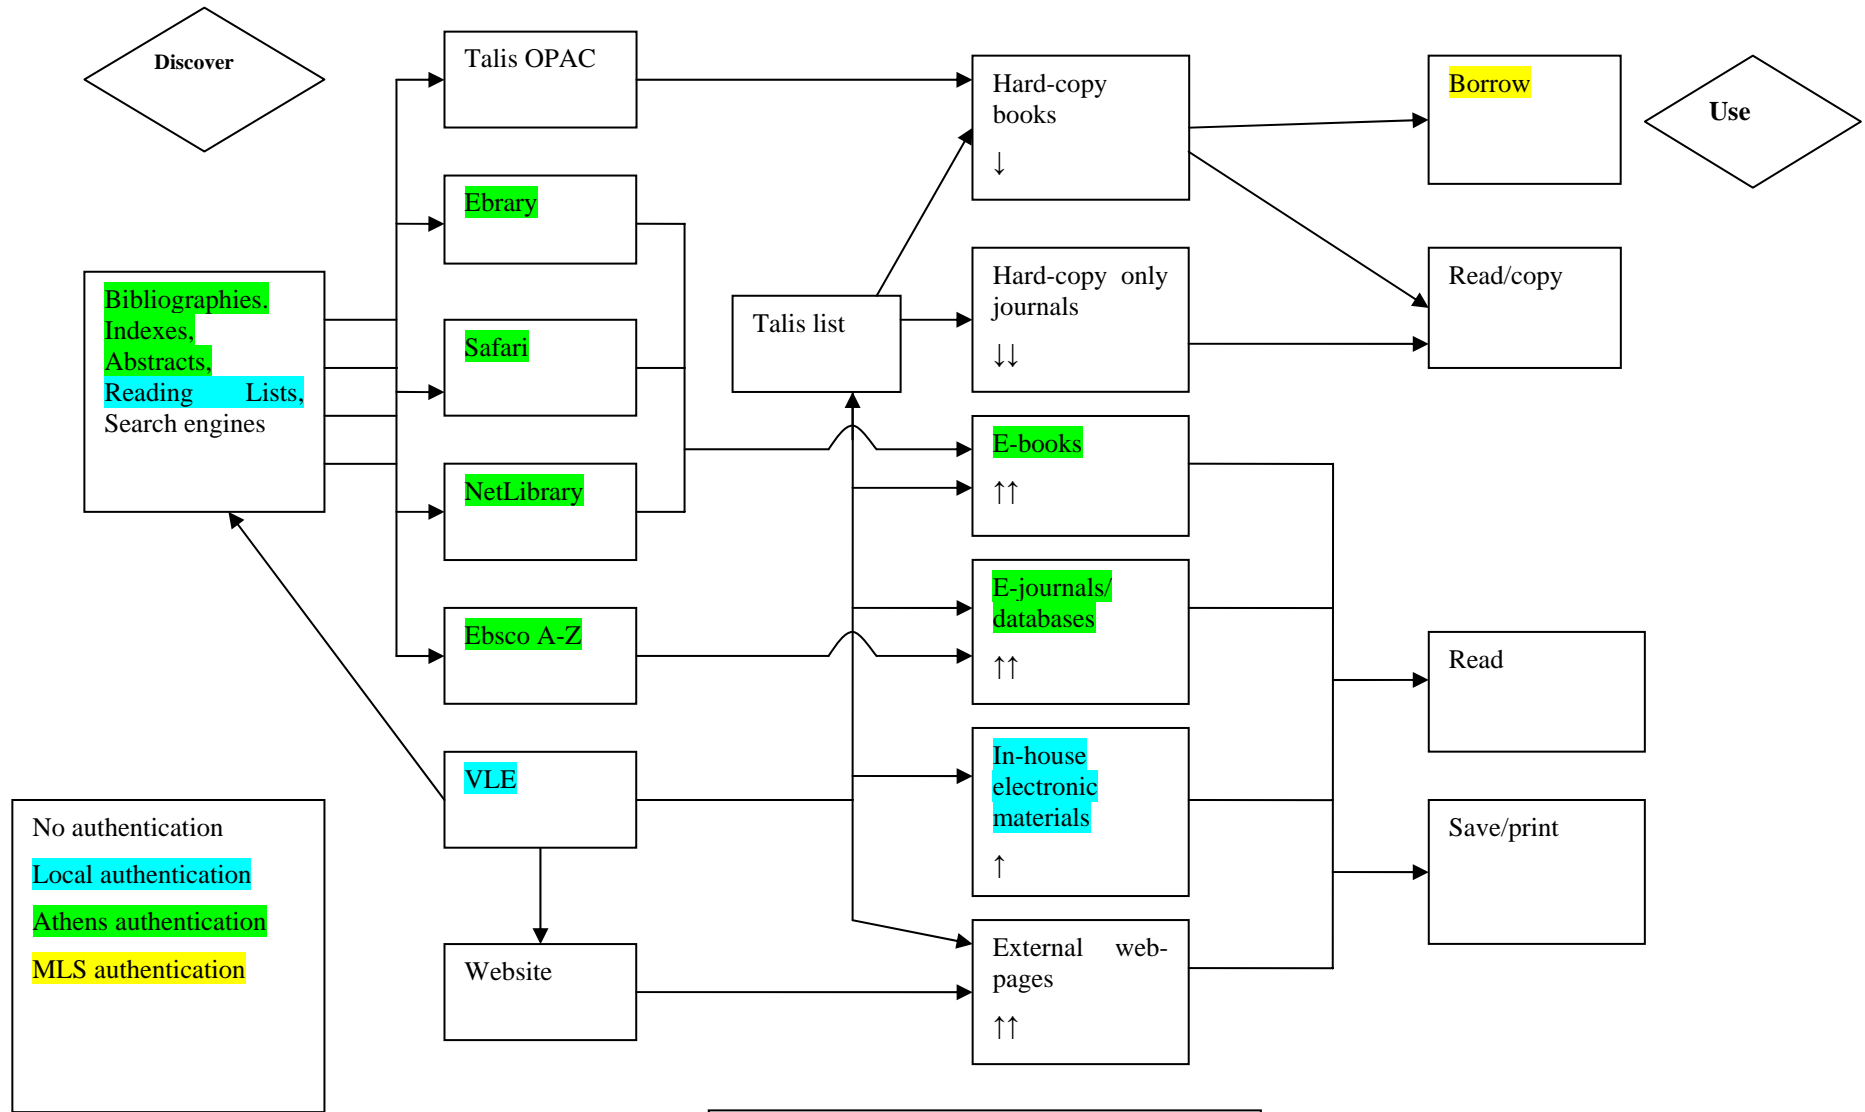 Discover
Talis OPAC
Hard-copy
books
↓
Borrow
Use
Ebrary
Bibliographies.
Indexes,
Abstracts,
Reading Lists,
Search engines
Safari
Talis list
Hard-copy only
journals
↓↓
Read/copy
NetLibrary
E-books
↑↑
Ebsco A-Z
E-journals/
databases
↑↑
Read
VLE
In-house
electronic
materials
↑
Save/print
No authentication
Local authentication
Athens authentication
MLS authentication
Website
External web-
pages
↑↑